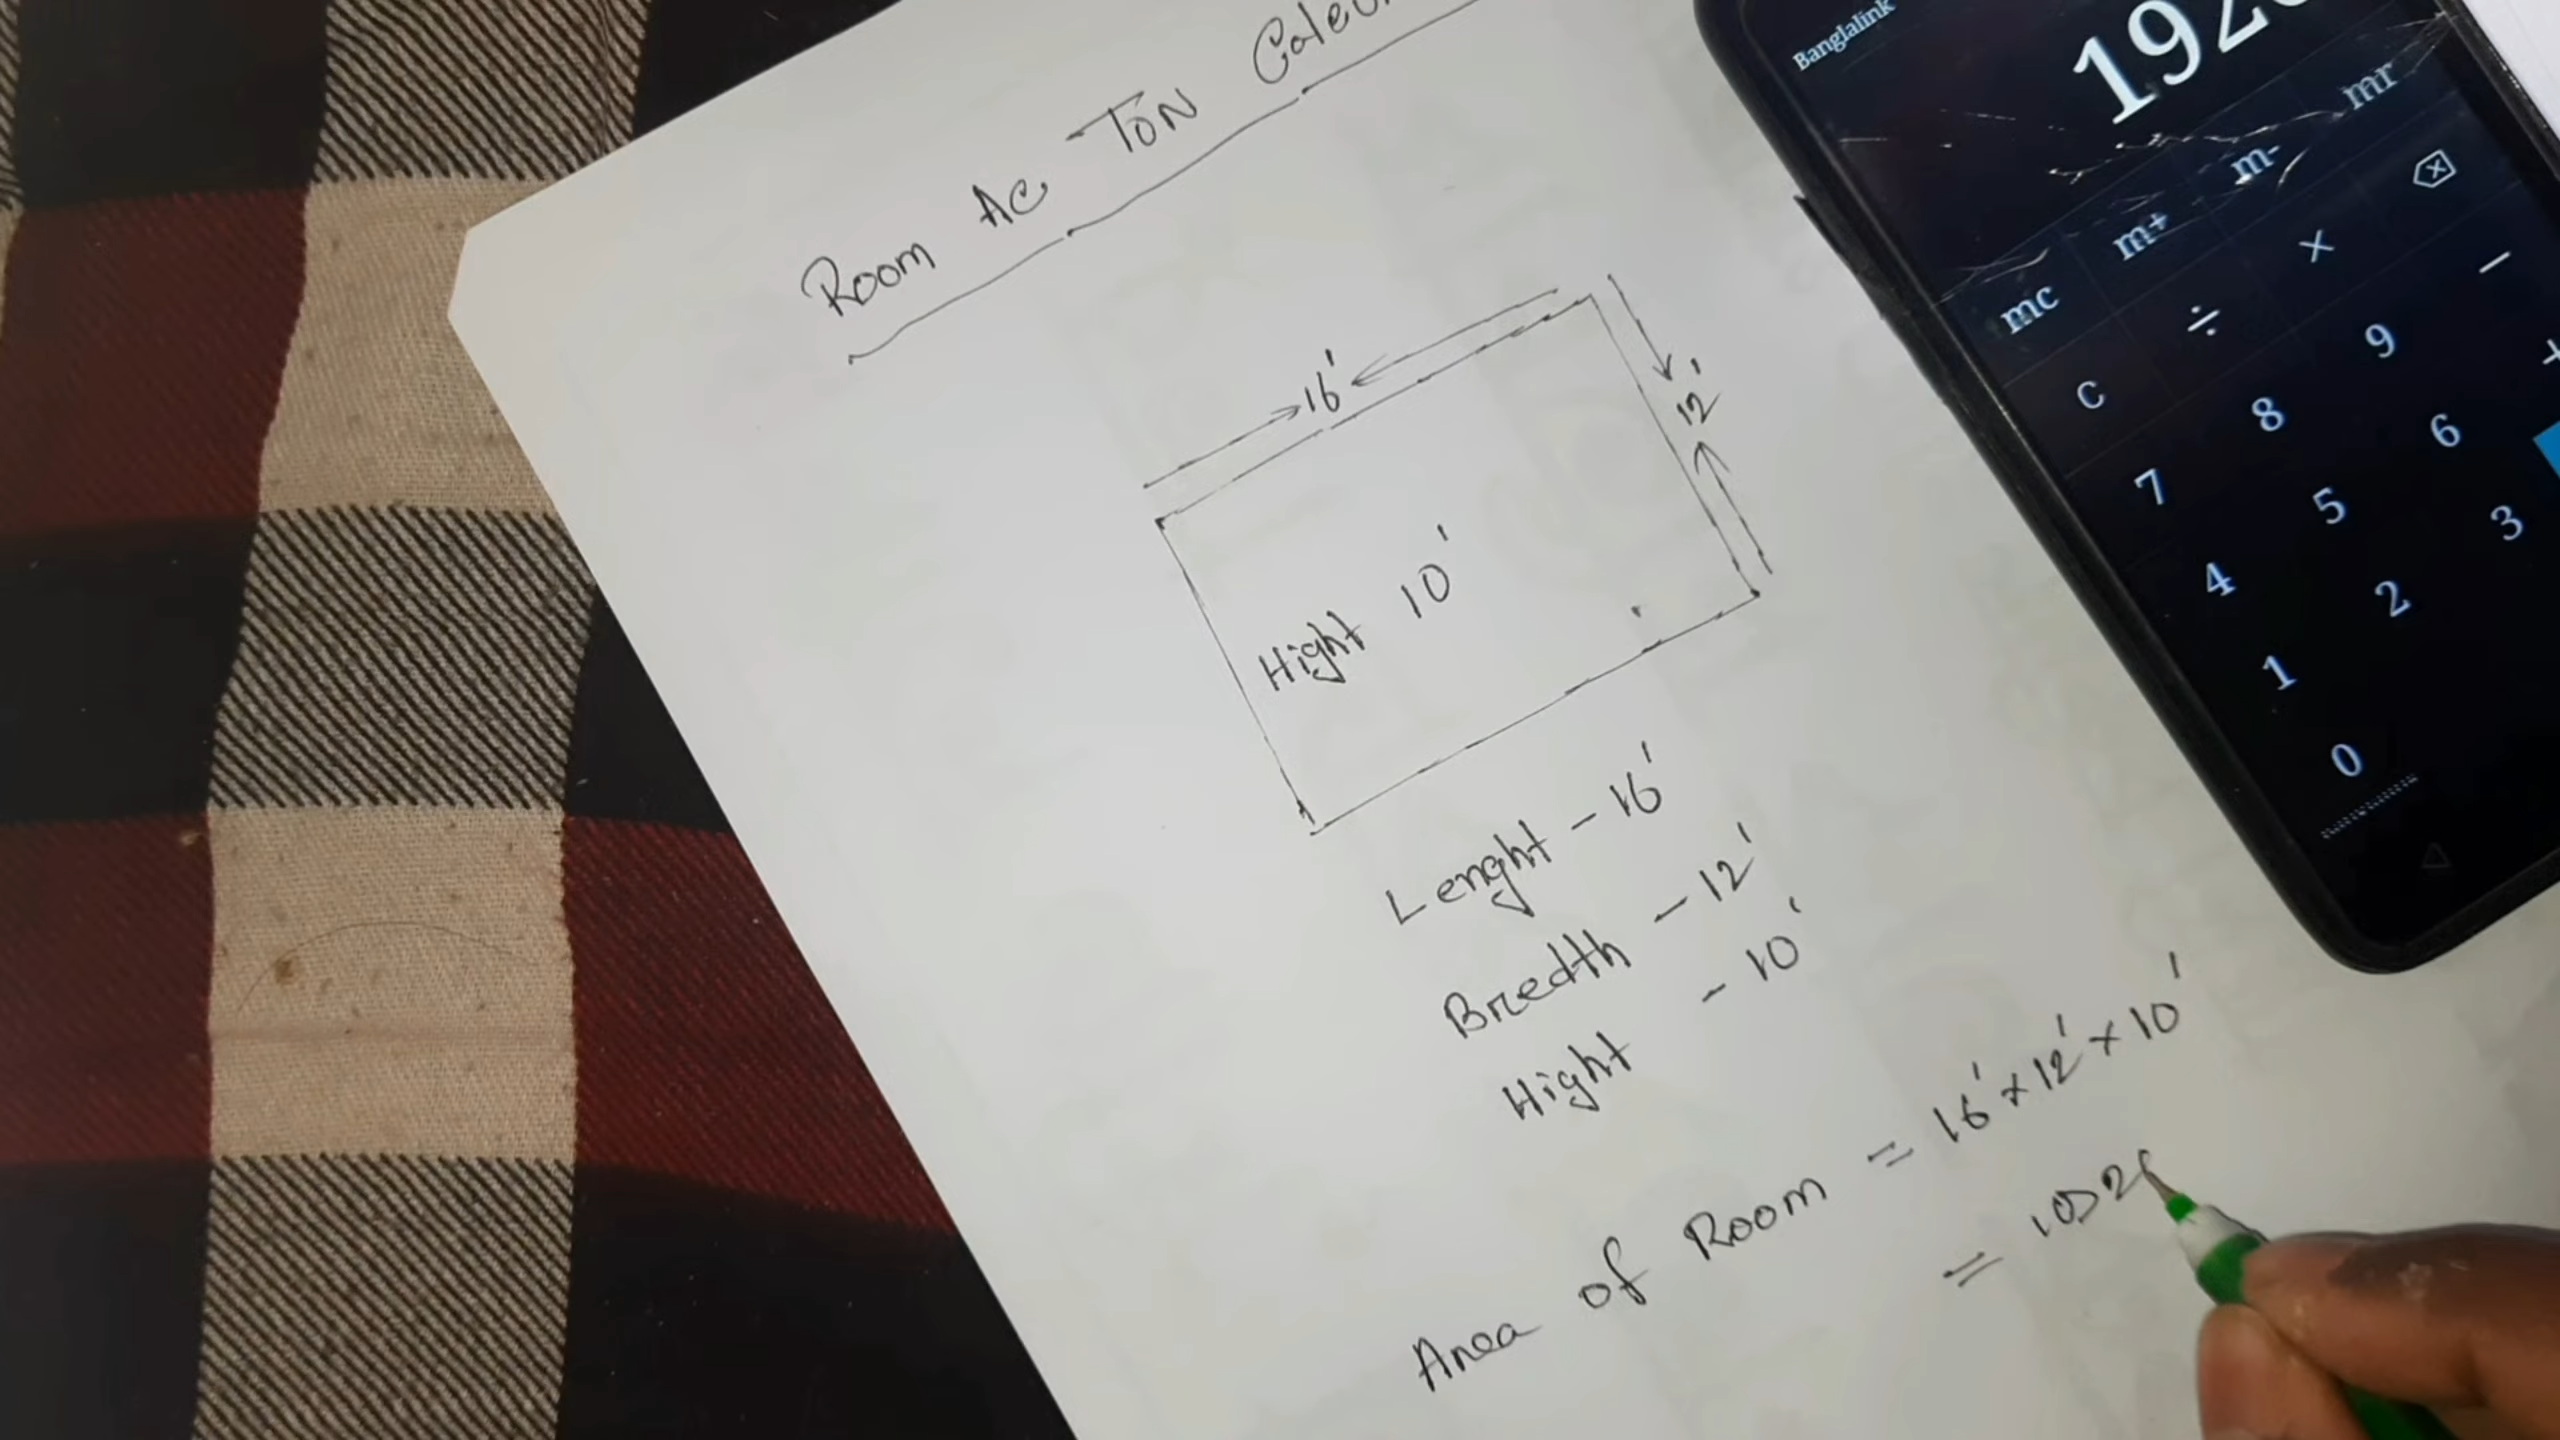 Room AC TON
16'
12'
Hight 10'
Lenght - 16'
Bredth - 12'
Hight - 10'
Area of Room = 16' x 12' x 10'
=
Banglalink
192
mc m+ m- mr
C ÷ × ⌫
7 8 9 −
4 5 6 +
1 2 3
0